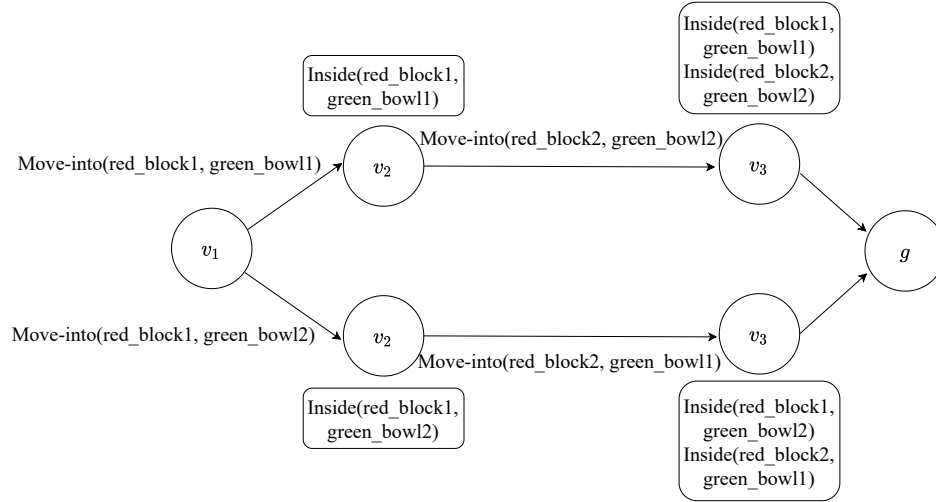 Inside(red_block1,
green_bowl1)
Inside(red_block2,
green_bowl2)
Inside(red_block1,
green_bowl1)
Move-into(red_block2, green_bowl2)
Move-into(red_block1, green_bowl1)
v2
v3
v1
g
Move-into(red_block1, green_bowl2)
v2
v3
Move-into(red_block2, green_bowl1)
Inside(red_block1,
green_bowl2)
Inside(red_block1,
green_bowl2)
Inside(red_block2,
green_bowl1)